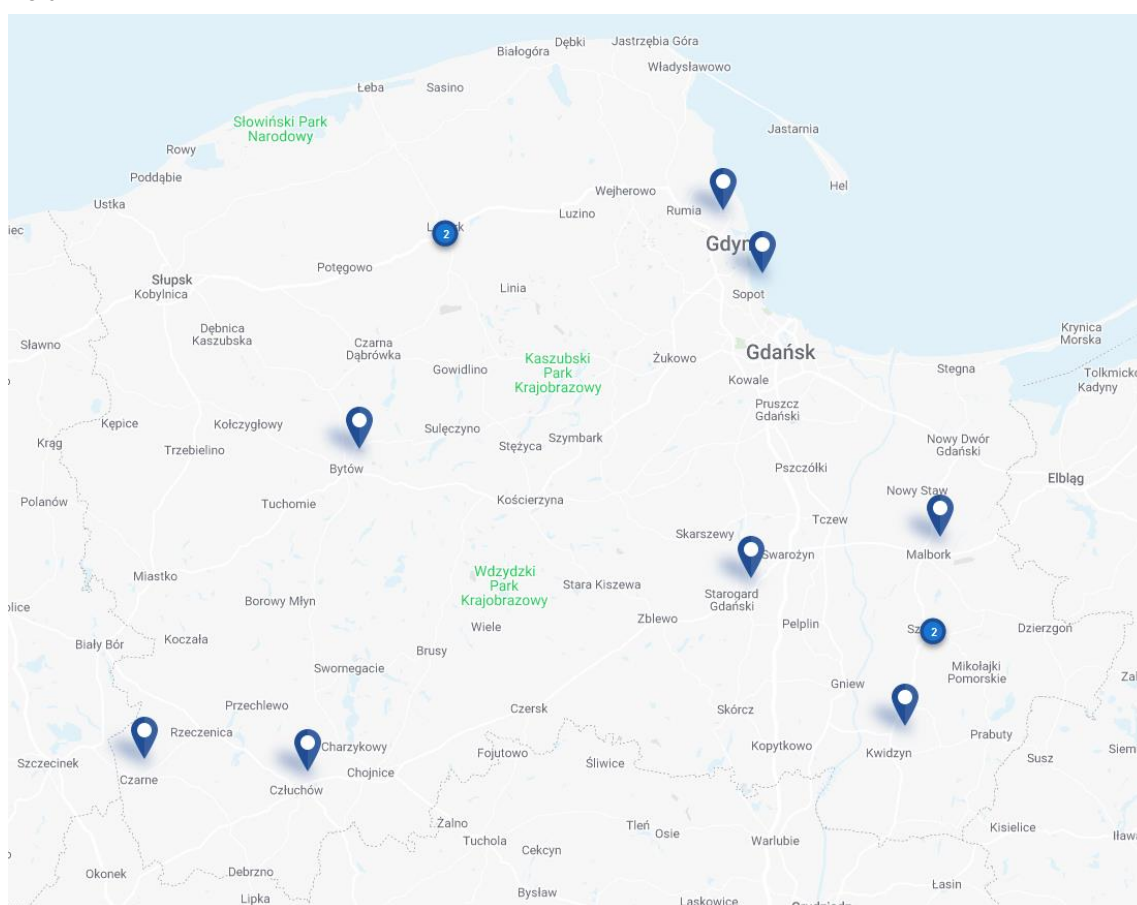 Dębki
Jastrzębia Góra
Białogóra
Władysławowo
Łeba
Sasino
Słowiński Park
Narodowy
Jastarnia
Rowy
Poddąbie
Hel
Wejherowo
Ustka
Luzino
Rumia
iec
2
Gdyn
Potęgowo
Słupsk
Kobylnica
Linia
Sopot
Dębnica
Kaszubska
Krynica
Morska
Sławno
Czarna
Dąbrówka
Kaszubski
Park
Krajobrazowy
Żukowo
Gdańsk
Gowidlino
Stegna
Tolkmicko
Kadyny
Kowale
Pruszcz
Gdański
Kępice
Kołczygłowy
Sulęczyno
Szymbark
Stężyca
Krąg
Trzebielino
Nowy Dwór
Gdański
Bytów
Pszczółki
Elbląg
Polanów
Tuchomie
Kościerzyna
Nowy Staw
Tczew
Skarszewy
Swarożyn
Malbork
Miastko
Wdzydzki
Park
Krajobrazowy
Stara Kiszewa
Starogard
Gdański
olice
Borowy Młyn
Zblewo
Pelplin
Sz
2
Dzierzgoń
Wiele
Biały Bór
Koczała
Brusy
Swornegacie
Mikołajki
Pomorskie
Zal
Gniew
Przechlewo
Czersk
Skórcz
Rzeczenica
Charzykowy
Prabuty
Szczecinek
Fojutowo
Śliwice
Kopytkowo
Kwidzyn
Susz
Siem
Czarne
Chojnice
Człuchów
Żalno
Tleń
Osie
Kisielice
Tuchola
Cekcyn
Warlubie
Iława
Okonek
Debrzno
Lipka
Bysław
Łasin
Laskowice